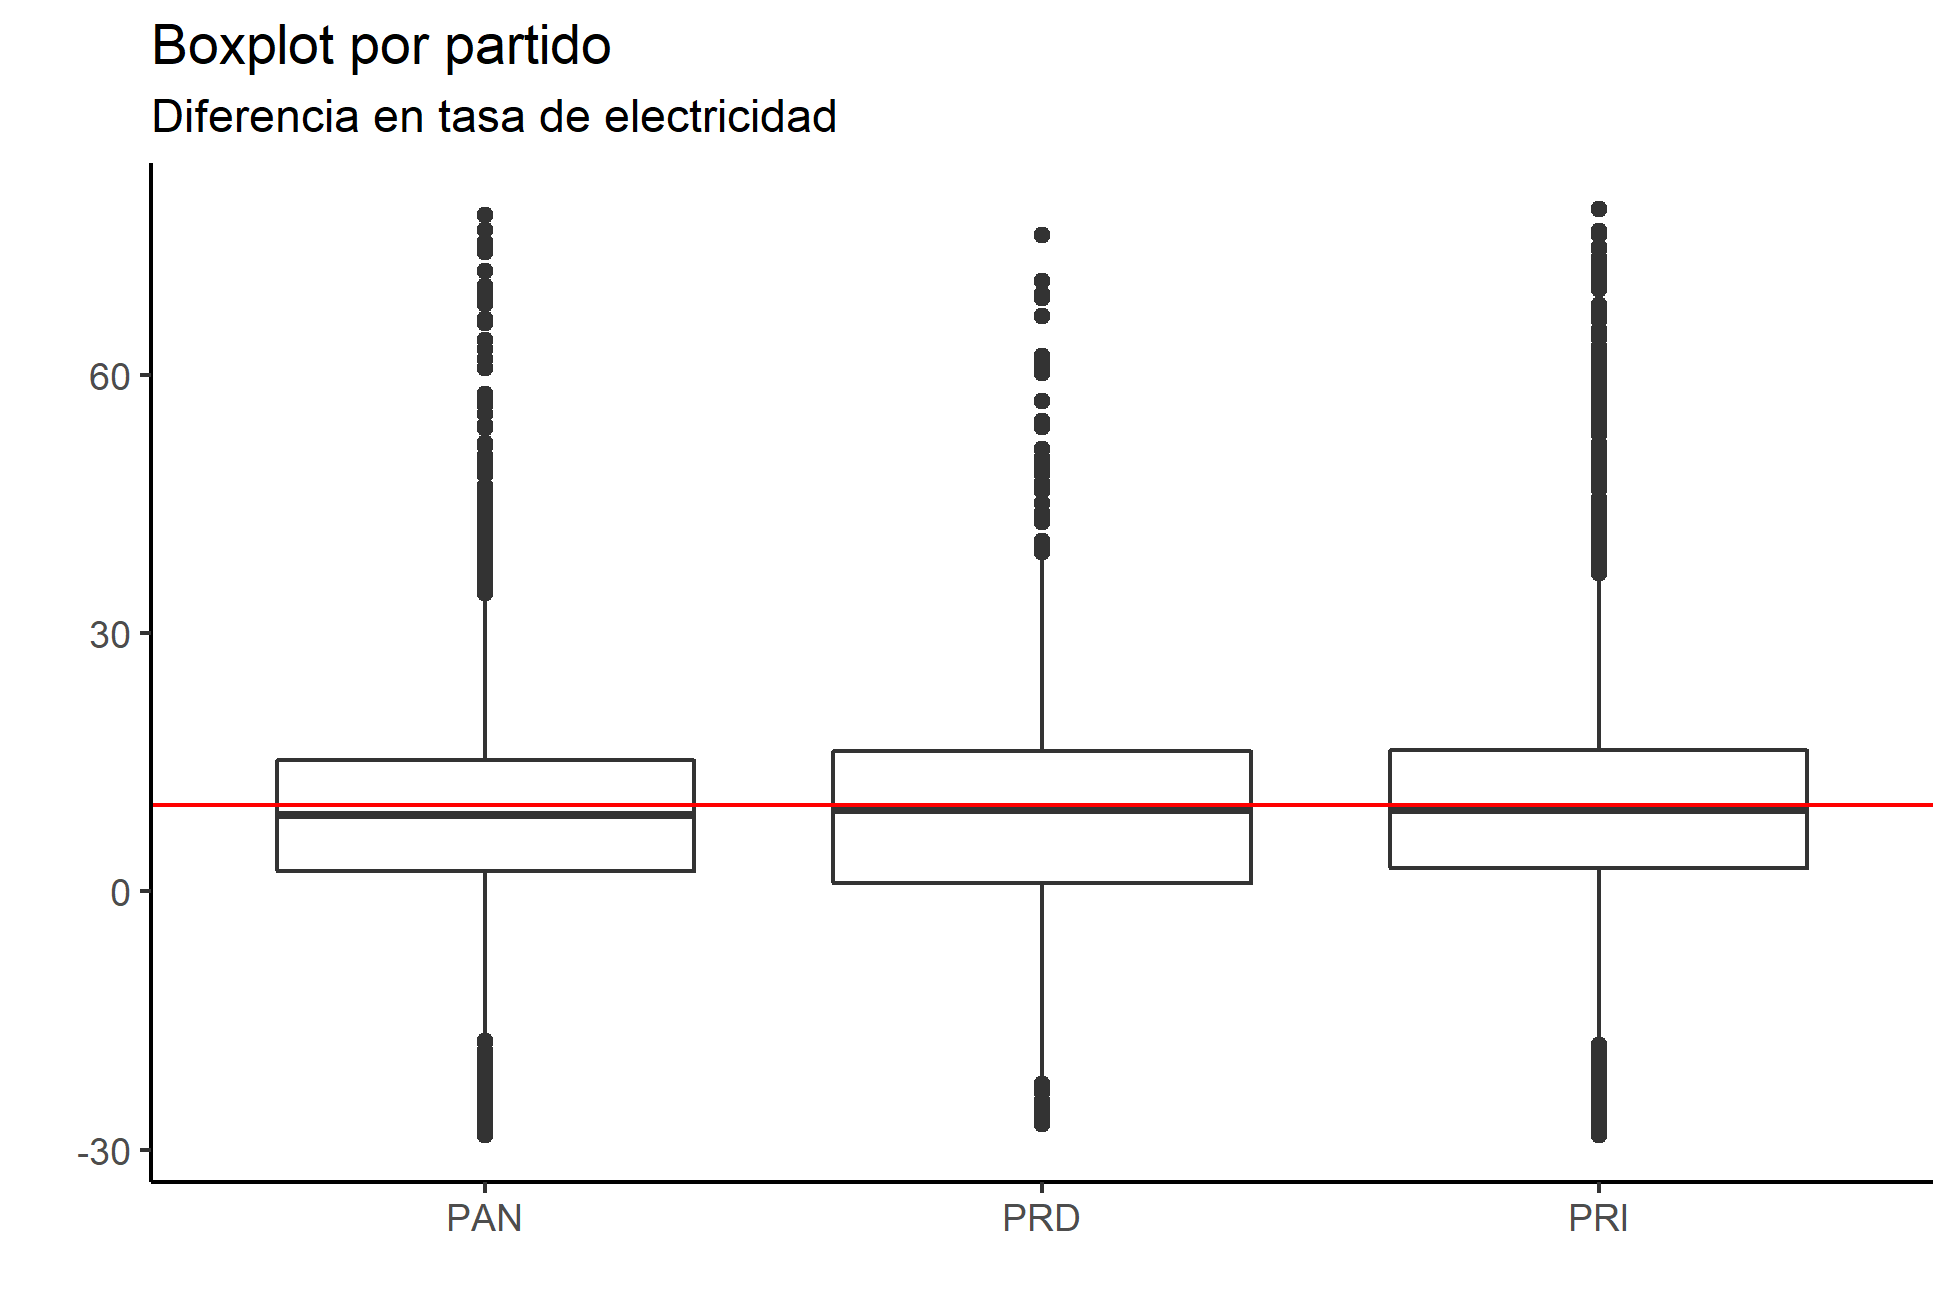 Boxplot por partido
Diferencia en tasa de electricidad
60
30
0
-30
PAN PRD PRI